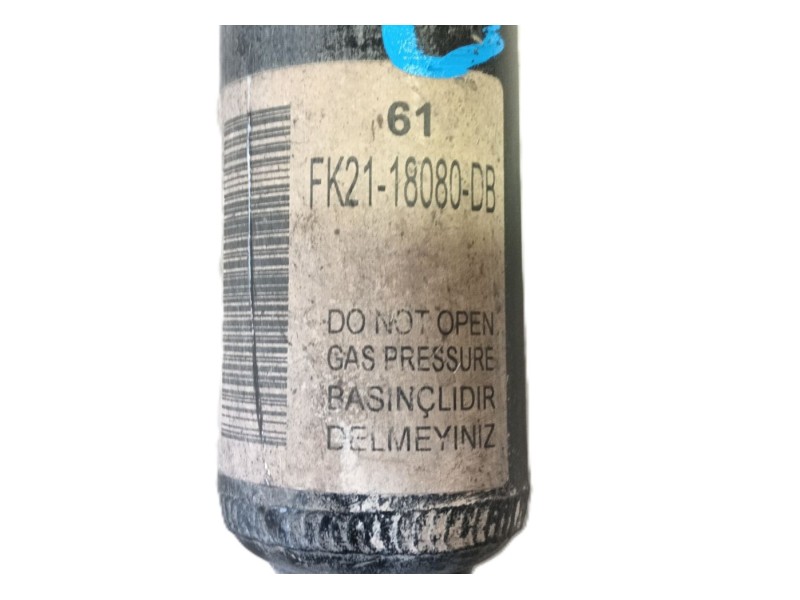 61
FK21-18080-DB
DO NOT OPEN
GAS PRESSURE
BASINÇLIDIR
DELMEYINIZ